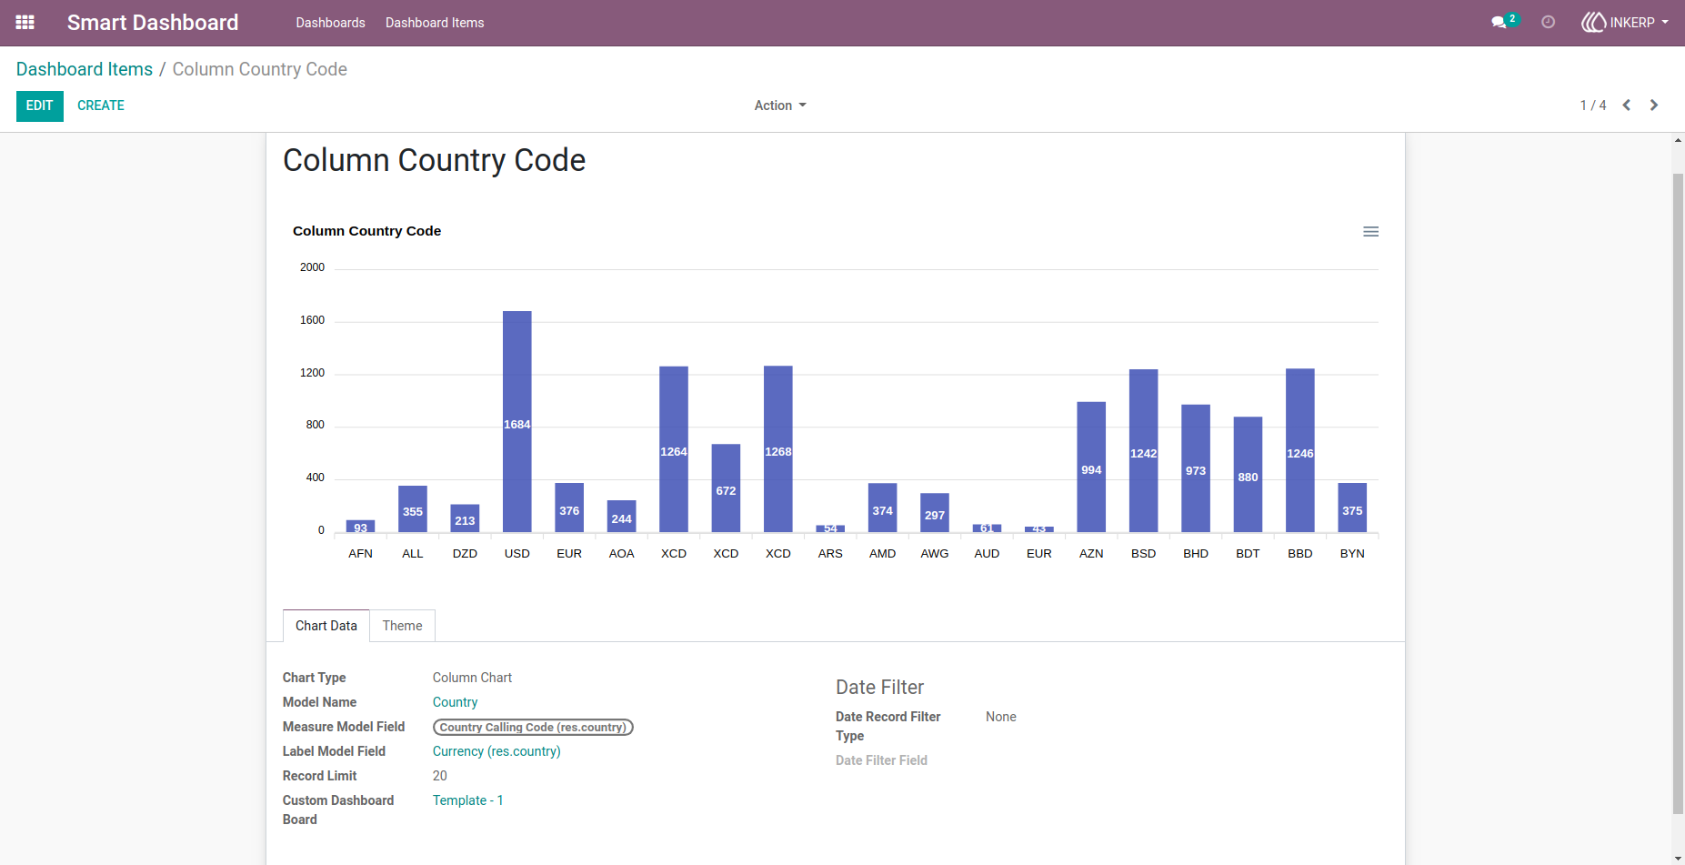 Smart Dashboard Dashboards Dashboard Items 2 INKERP
Dashboard Items / Column Country Code
EDIT CREATE Action 1 / 4
Column Country Code
Column Country Code
2000
1600
1200
800
400
0
93 355 213 1684 376 244 1264 672 1268 54 374 297 61 43 994 1242 973 880 1246 375
AFN ALL DZD USD EUR AOA XCD XCD XCD ARS AMD AWG AUD EUR AZN BSD BHD BDT BBD BYN
Chart Data Theme
Chart Type Column Chart
Model Name Country
Measure Model Field Country Calling Code (res.country)
Label Model Field Currency (res.country)
Record Limit 20
Custom Dashboard Template - 1
Board
Date Filter
Date Record Filter None
Type
Date Filter Field